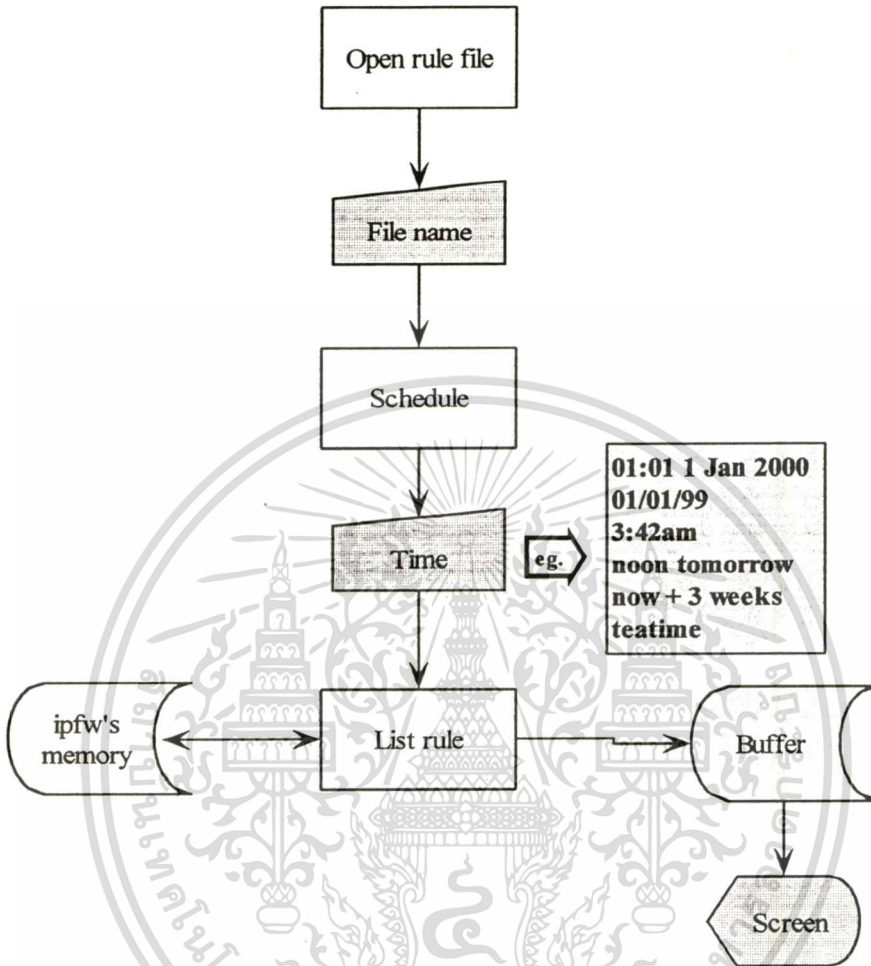 Open rule file
File name
Schedule
Time
eg.
01:01 1 Jan 2000
01/01/99
3:42am
noon tomorrow
now + 3 weeks
teatime
ipfw's
memory
List rule
Buffer
Screen